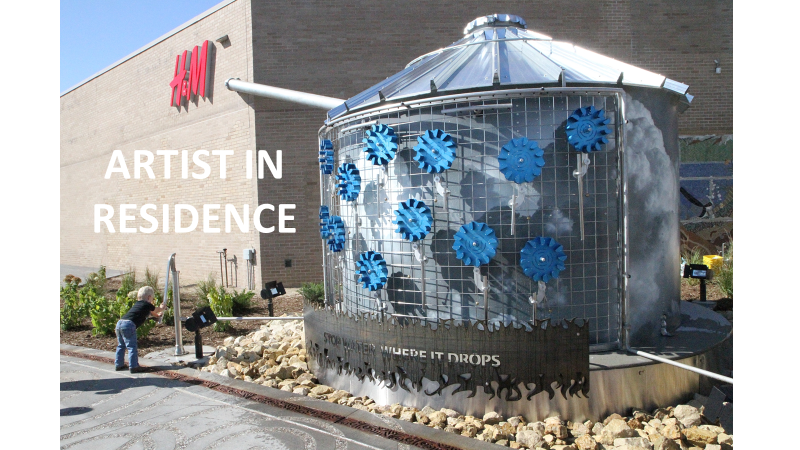 H&M
ARTIST IN
RESIDENCE
STOP WATER WHERE IT DROPS